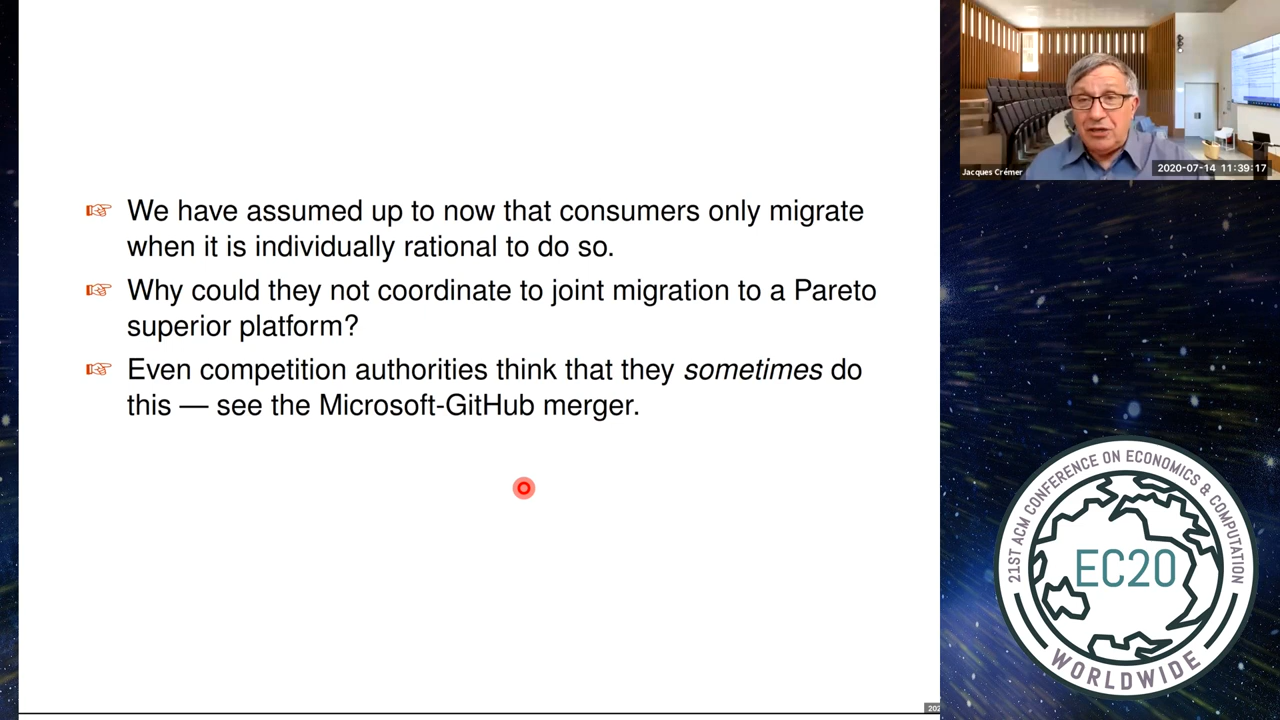 We have assumed up to now that consumers only migrate
when it is individually rational to do so.
Why could they not coordinate to joint migration to a Pareto
superior platform?
Even competition authorities think that they sometimes do
this — see the Microsoft-GitHub merger.
Jacques Crémer
2020-07-14 11:39:17
21ST ACM CONFERENCE ON ECONOMICS & COMPUTATION
EC20
WORLDWIDE